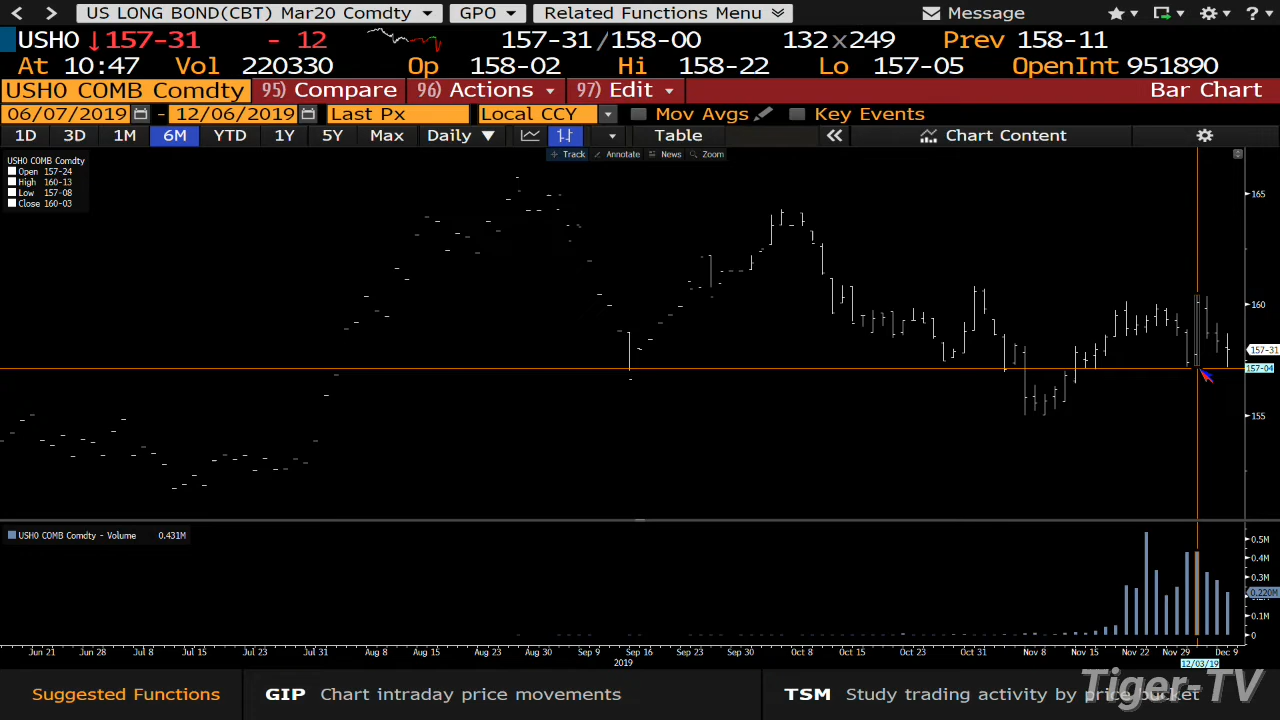 US LONG BOND(CBT) Mar20 Comdty GPO Related Functions Menu Message
USH0 ↓157-31 - 12 157-31/158-00 132x249 Prev 158-11
At 10:47 Vol 220330 Op 158-02 Hi 158-22 Lo 157-05 OpenInt 951890
USH0 COMB Comdty 95) Compare 96) Actions 97) Edit Bar Chart
06/07/2019 - 12/06/2019 Last Px Local CCY Mov Avgs Key Events
1D 3D 1M 6M YTD 1Y 5Y Max Daily ▼ Table « Chart Content
Track Annotate News Zoom
USH0 COMB Comdty
Open 157-24
High 160-13
Low 157-08
Close 160-03
165
160
157-31
157-04
155
USH0 COMB Comdty - Volume 0.431M
0.5M
0.4M
0.3M
0.220M
0.1M
0
Jun 21 Jun 28 Jul 8 Jul 15 Jul 23 Jul 31 Aug 8 Aug 15 Aug 23 Aug 30 Sep 9 Sep 16 Sep 23 Sep 30 Oct 8 Oct 15 Oct 23 Oct 31 Nov 8 Nov 15 Nov 22 Nov 29 Dec 9
2019
12/03/19
Suggested Functions GIP Chart intraday price movements TSM Study trading activity by price bucket
Tiger-TV